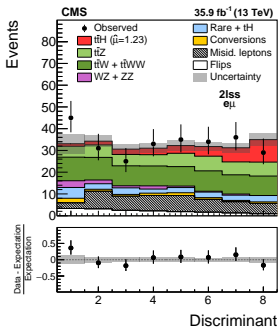 CMS 35.9 fb⁻¹ (13 TeV)
Events
Observed
tt̄H (μ̂=1.23)
tt̄Z
tt̄W + tt̄WW
WZ + ZZ
Rare + tH
Conversions
Misid. leptons
Flips
Uncertainty
2lss
eμ
80
70
60
50
40
30
20
10
0
Data - Expectation
Expectation
0.5
0
−0.5
2 4 6 8
Discriminant